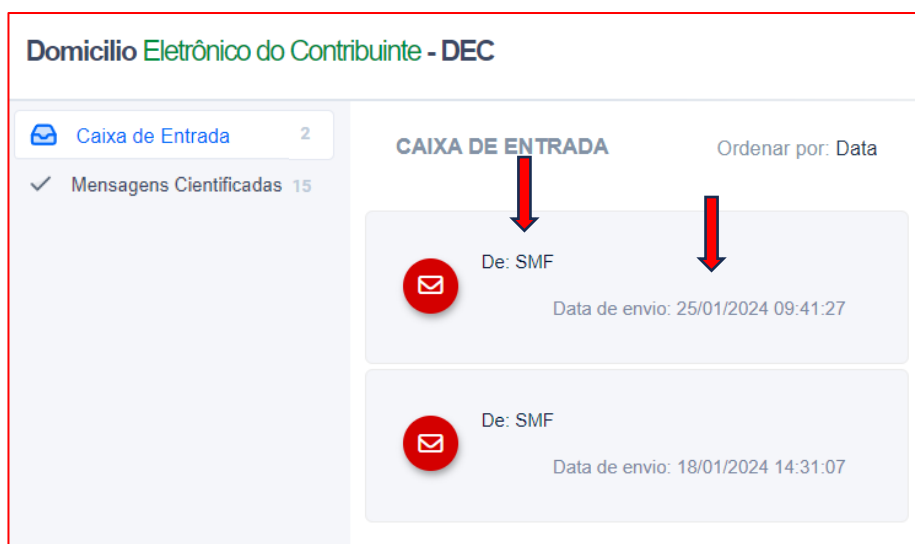 Domicilio Eletrônico do Contribuinte - DEC
Caixa de Entrada 2
Mensagens Cientificadas 15
CAIXA DE ENTRADA
Ordenar por: Data
De: SMF
Data de envio: 25/01/2024 09:41:27
De: SMF
Data de envio: 18/01/2024 14:31:07